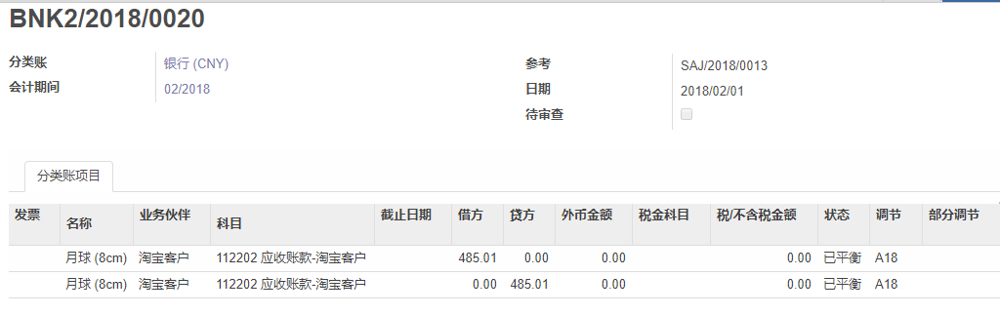 BNK2/2018/0020
分类账 银行 (CNY) 参考 SAJ/2018/0013
会计期间 02/2018 日期 2018/02/01
待审查
分类账项目
发票 名称 业务伙伴 科目 截止日期 借方 贷方 外币金额 税金科目 税/不含税金额 状态 调节 部分调节
月球 (8cm) 淘宝客户 112202 应收账款-淘宝客户 485.01 0.00 0.00 0.00 已平衡 A18
月球 (8cm) 淘宝客户 112202 应收账款-淘宝客户 0.00 485.01 0.00 0.00 已平衡 A18